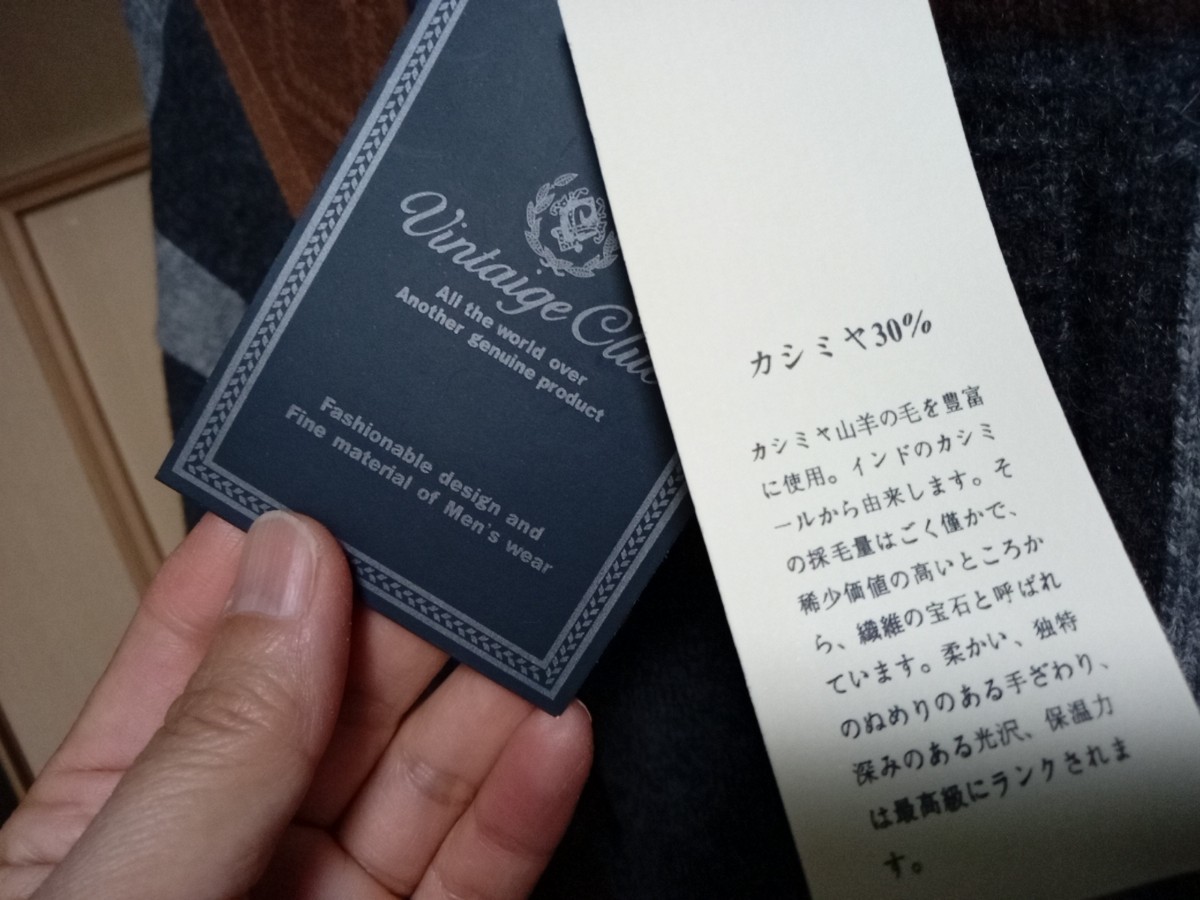 Vintaige
All the world over
Another genuine product
Fashionable design and
Fine material of Men's wear
カシミヤ30%
カシミヤ山羊の毛を豊富
に使用。インドのカシミ
ールから由来します。そ
の採毛量はごく僅かで、
稀少価値の高いところか
ら、繊維の宝石と呼ばれ
ています。柔かい、独特
のぬめりのある手ざわり、
深みのある光沢、保温力
は最高級にランクされま
す。